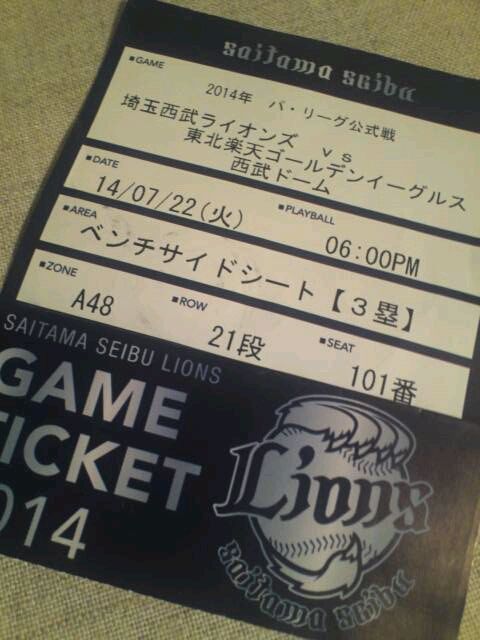 Saitama Seibu
■GAME
2014年 パ・リーグ公式戦
埼玉西武ライオンズ vs
東北楽天ゴールデンイーグルス
西武ドーム
■DATE
14/07/22(火)
■PLAYBALL
06:00PM
■AREA
ベンチサイドシート【3塁】
■ZONE
A48
■ROW
21段
■SEAT
101番
SAITAMA SEIBU LIONS
GAME
TICKET
2014
Lions
Saitama Seibu